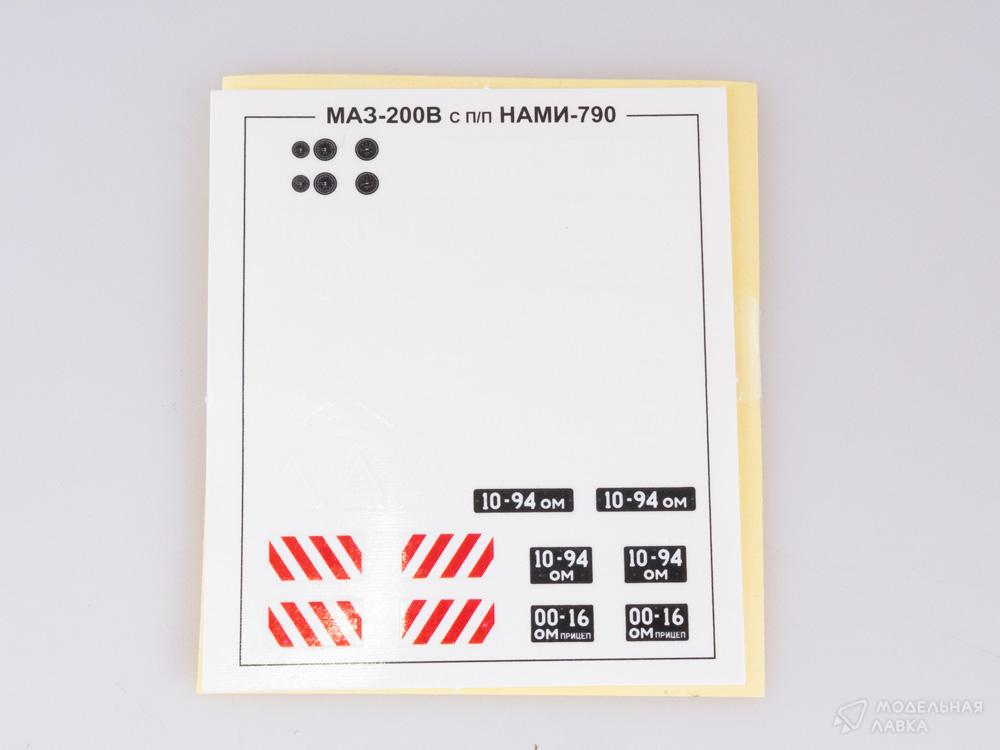 МАЗ-200В с п/п НАМИ-790
10-94 ОМ
10-94 ОМ
10-94
ОМ
10-94
ОМ
00-16
ОМ ПРИЦЕП
00-16
ОМ ПРИЦЕП
МОДЕЛЬНАЯ
ЛАВКА